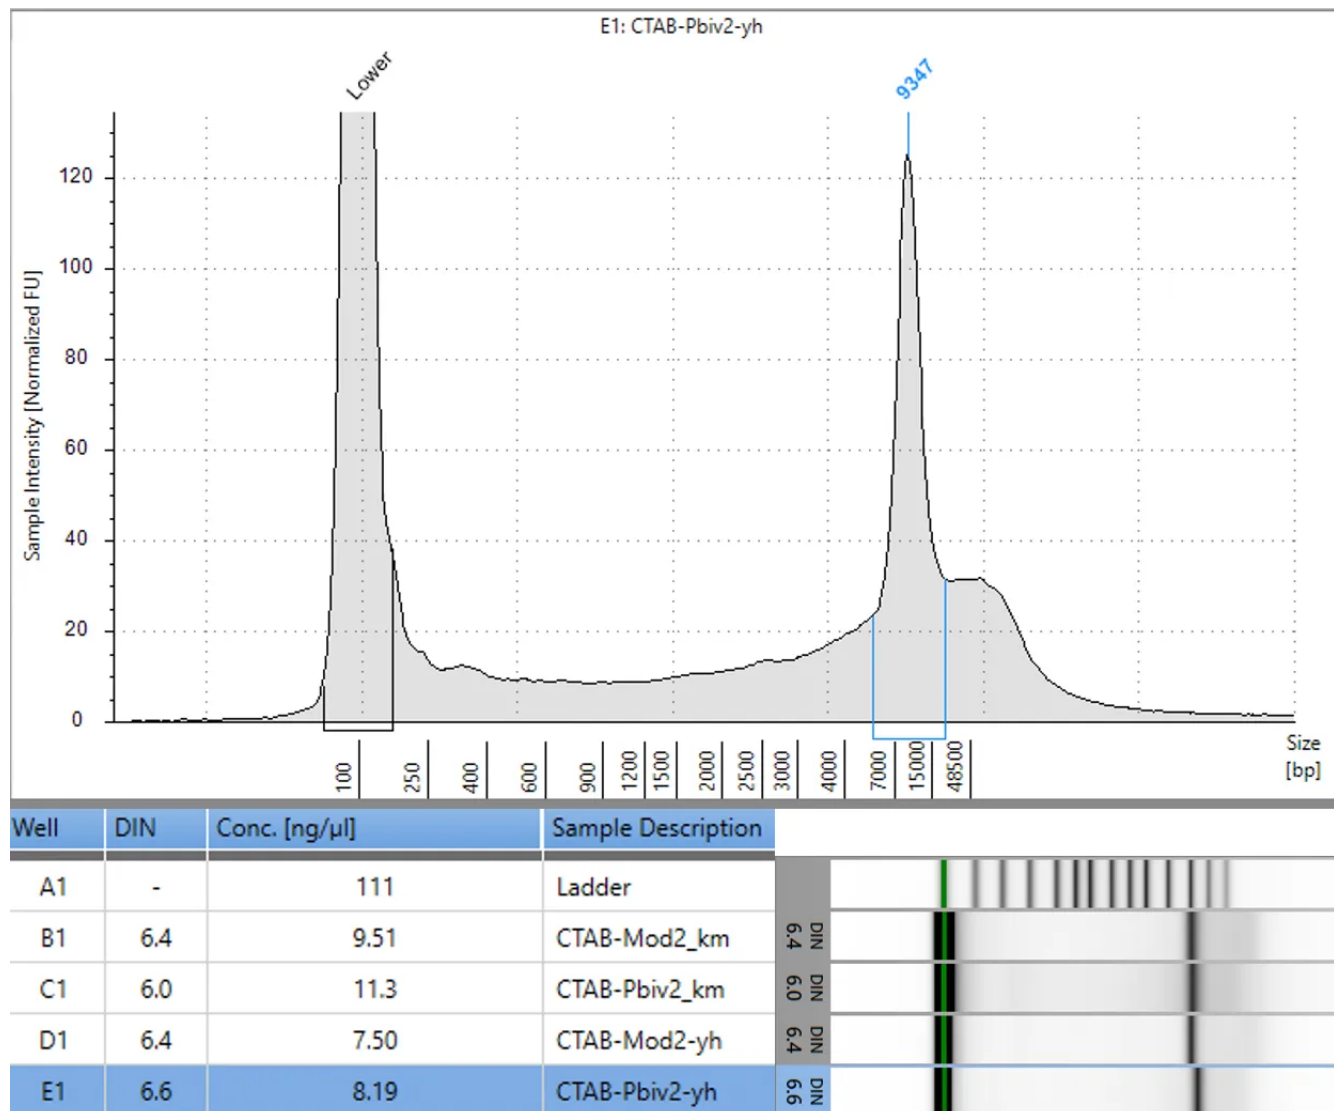 E1: CTAB-Pbiv2-yh
Lower
9347
Sample Intensity [Normalized FU]
120
100
80
60
40
20
0
100 250 400 600 900 1200 1500 2000 2500 3000 4000 7000 15000 48500
Size
[bp]
Well DIN Conc. [ng/µl] Sample Description
A1 - 111 Ladder
B1 6.4 9.51 CTAB-Mod2_km DIN 6.4
C1 6.0 11.3 CTAB-Pbiv2_km DIN 6.0
D1 6.4 7.50 CTAB-Mod2-yh DIN 6.4
E1 6.6 8.19 CTAB-Pbiv2-yh DIN 6.6